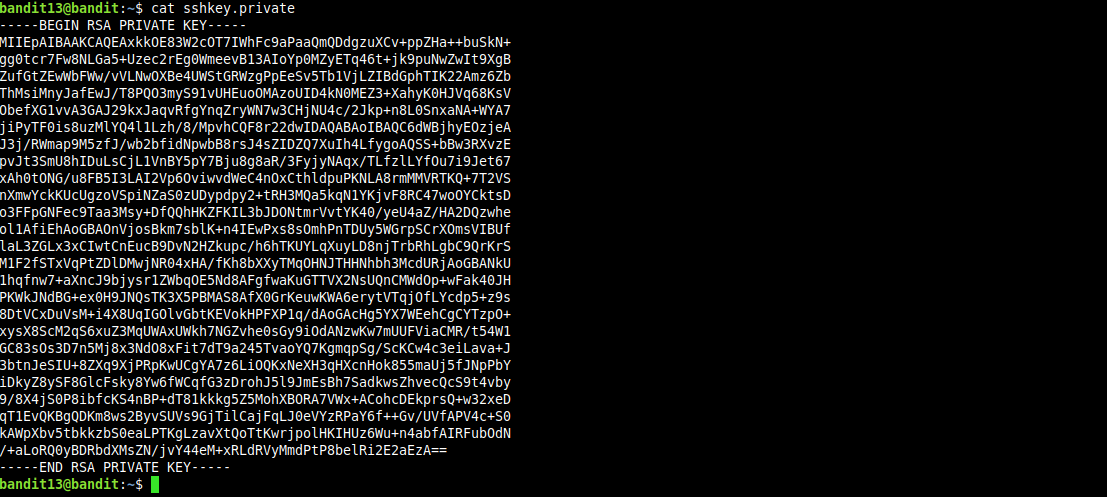 bandit13@bandit:~$ cat sshkey.private
-----BEGIN RSA PRIVATE KEY-----
MIIEpAIBAAKCAQEAxkkOE83W2cOT7IWhFc9aPaaQmQDdgzuXCv+ppZHa++buSkN+
gg0tcr7Fw8NLGa5+Uzec2rEg0WmeevB13AIoYp0MZyETq46t+jk9puNwZwIt9XgB
ZufGtZEwWbFWw/vVLNwOXBe4UWStGRWzgPpEeSv5Tb1VjLZIBdGphTIK22Amz6Zb
ThMsiMnyJafEwJ/T8PQO3myS91vUHEuoOMAzoUID4kN0MEZ3+XahyK0HJVq68KsV
ObefXG1vvA3GAJ29kxJaqvRfgYnqZryWN7w3CHjNU4c/2Jkp+n8L0SnxaNA+WYA7
jiPyTF0is8uzMlYQ4l1Lzh/8/MpvhCQF8r22dwIDAQABAoIBAQC6dWBjhyEOzjeA
J3j/RWmap9M5zfJ/wb2bfidNpwbB8rsJ4sZIDZQ7XuIh4LfygoAQSS+bBw3RXvzE
pvJt3SmU8hIDuLsCjL1VnBY5pY7Bju8g8aR/3FyjyNAqx/TLfzlLYfOu7i9Jet67
xAh0tONG/u8FB5I3LAI2Vp6OviwvdWeC4nOxCthldpuPKNLA8rmMMVRTKQ+7T2VS
nXmwYckKUcUgzoVSpiNZaS0zUDypdpy2+tRH3MQa5kqN1YKjvF8RC47woOYCktsD
o3FFpGNFec9Taa3Msy+DfQQhHKZFKIL3bJDONtmrVvtYK40/yeU4aZ/HA2DQzwhe
ol1AfiEhAoGBAOnVjosBkm7sblK+n4IEwPxs8sOmhPnTDUy5WGrpSCrXOmsVIBUf
laL3ZGLx3xCIwtCnEucB9DvN2HZkupc/h6hTKUYLqXuyLD8njTrbRhLgbC9QrKrS
M1F2fSTxVqPtZDlDMwjNR04xHA/fKh8bXXyTMqOHNJTHHNhbh3McdURjAoGBANkU
1hqfnw7+aXncJ9bjysr1ZWbqOE5Nd8AFgfwaKuGTTVX2NsUQnCMWdOp+wFak40JH
PKWkJNdBG+ex0H9JNQsTK3X5PBMAS8AfX0GrKeuwKWA6erytVTqjOfLYcdp5+z9s
8DtVCxDuVsM+i4X8UqIGOlvGbtKEVokHPFXP1q/dAoGAcHg5YX7WEehCgCYTzpO+
xysX8ScM2qS6xuZ3MqUWAxUWkh7NGZvhe0sGy9iOdANzwKw7mUUFViaCMR/t54W1
GC83sOs3D7n5Mj8x3NdO8xFit7dT9a245TvaoYQ7KgmqpSg/ScKCw4c3eiLava+J
3btnJeSIU+8ZXq9XjPRpKwUCgYA7z6LiOQKxNeXH3qHXcnHok855maUj5fJNpPbY
iDkyZ8ySF8GlcFsky8Yw6fWCqfG3zDrohJ5l9JmEsBh7SadkwsZhvecQcS9t4vby
9/8X4jS0P8ibfcKS4nBP+dT81kkkg5Z5MohXBORA7VWx+ACohcDEkprsQ+w32xeD
qT1EvQKBgQDKm8ws2ByvSUVs9GjTilCajFqLJ0eVYzRPaY6f++Gv/UVfAPV4c+S0
kAWpXbv5tbkkzbS0eaLPTKgLzavXtQoTtKwrjpolHKIHUz6Wu+n4abfAIRFubOdN
/+aLoRQ0yBDRbdXMsZN/jvY44eM+xRLdRVyMmdPtP8belRi2E2aEzA==
-----END RSA PRIVATE KEY-----
bandit13@bandit:~$